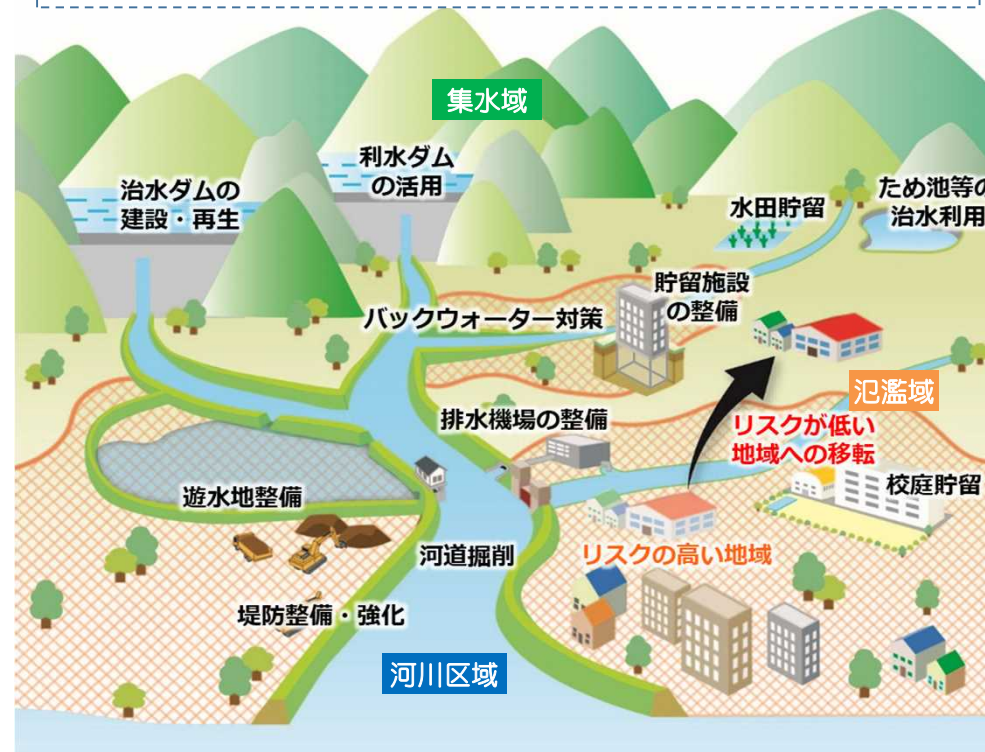 集水域
利水ダム
の活用
治水ダムの
建設・再生
ため池等の
治水利用
水田貯留
貯留施設
の整備
バックウォーター対策
氾濫域
排水機場の整備
リスクが低い
地域への移転
校庭貯留
遊水地整備
河道掘削
リスクの高い地域
堤防整備・強化
河川区域